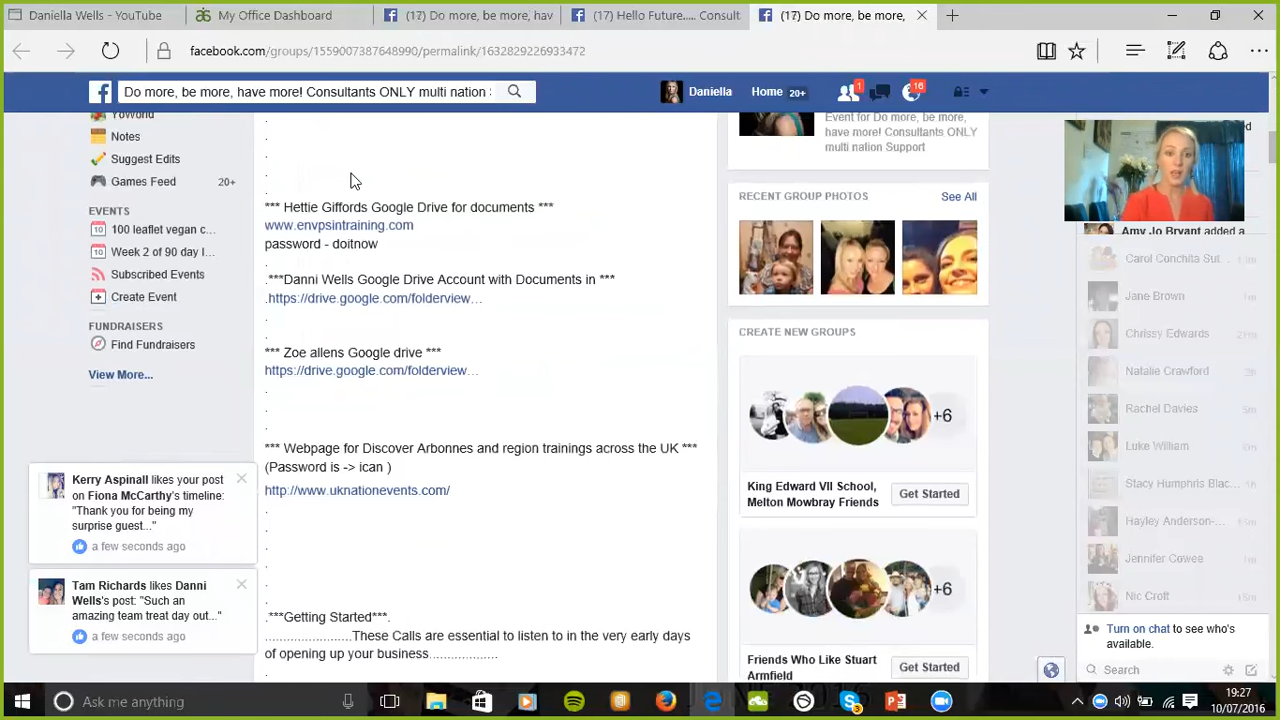 Daniella Wells - YouTube
My Office Dashboard
(17) Do more, be more, hav
(17) Hello Future..... Consult
(17) Do more, be more,
facebook.com/groups/1559007387648990/permalink/1632829226933472
Do more, be more, have more! Consultants ONLY multi nation
Daniella
Home 20+
1
16
YoWorld
Notes
Suggest Edits
Games Feed 20+
EVENTS
10 100 leaflet vegan c...
10 Week 2 of 90 day I...
Subscribed Events
Create Event
FUNDRAISERS
Find Fundraisers
View More...
Kerry Aspinall likes your post
on Fiona McCarthy's timeline:
"Thank you for being my
surprise guest..."
a few seconds ago
Tam Richards likes Danni
Wells's post: "Such an
amazing team treat day out..."
a few seconds ago
*** Hettie Giffords Google Drive for documents ***
www.envpsintraining.com
password - doitnow
.***Danni Wells Google Drive Account with Documents in ***
.https://drive.google.com/folderview...
*** Zoe allens Google drive ***
https://drive.google.com/folderview...
*** Webpage for Discover Arbonnes and region trainings across the UK ***
(Password is -> ican )
http://www.uknationevents.com/
.***Getting Started***.
.......................These Calls are essential to listen to in the very early days
of opening up your business..................
Event for Do more, be more,
have more! Consultants ONLY
multi nation Support
RECENT GROUP PHOTOS See All
CREATE NEW GROUPS
+6
King Edward VII School,
Melton Mowbray Friends
Get Started
+6
Friends Who Like Stuart
Armfield
Get Started
Amy Jo Bryant added a
Carol Conchita Sut...
Jane Brown 1m
Chrissy Edwards
Natalie Crawford
Rachel Davies
Luke William
Stacy Humphris Blac...
Hayley Anderson-...
Jennifer Cowee
Nic Croft 15m
Turn on chat to see who's
available.
Search
Ask me anything
3
19:27
10/07/2016